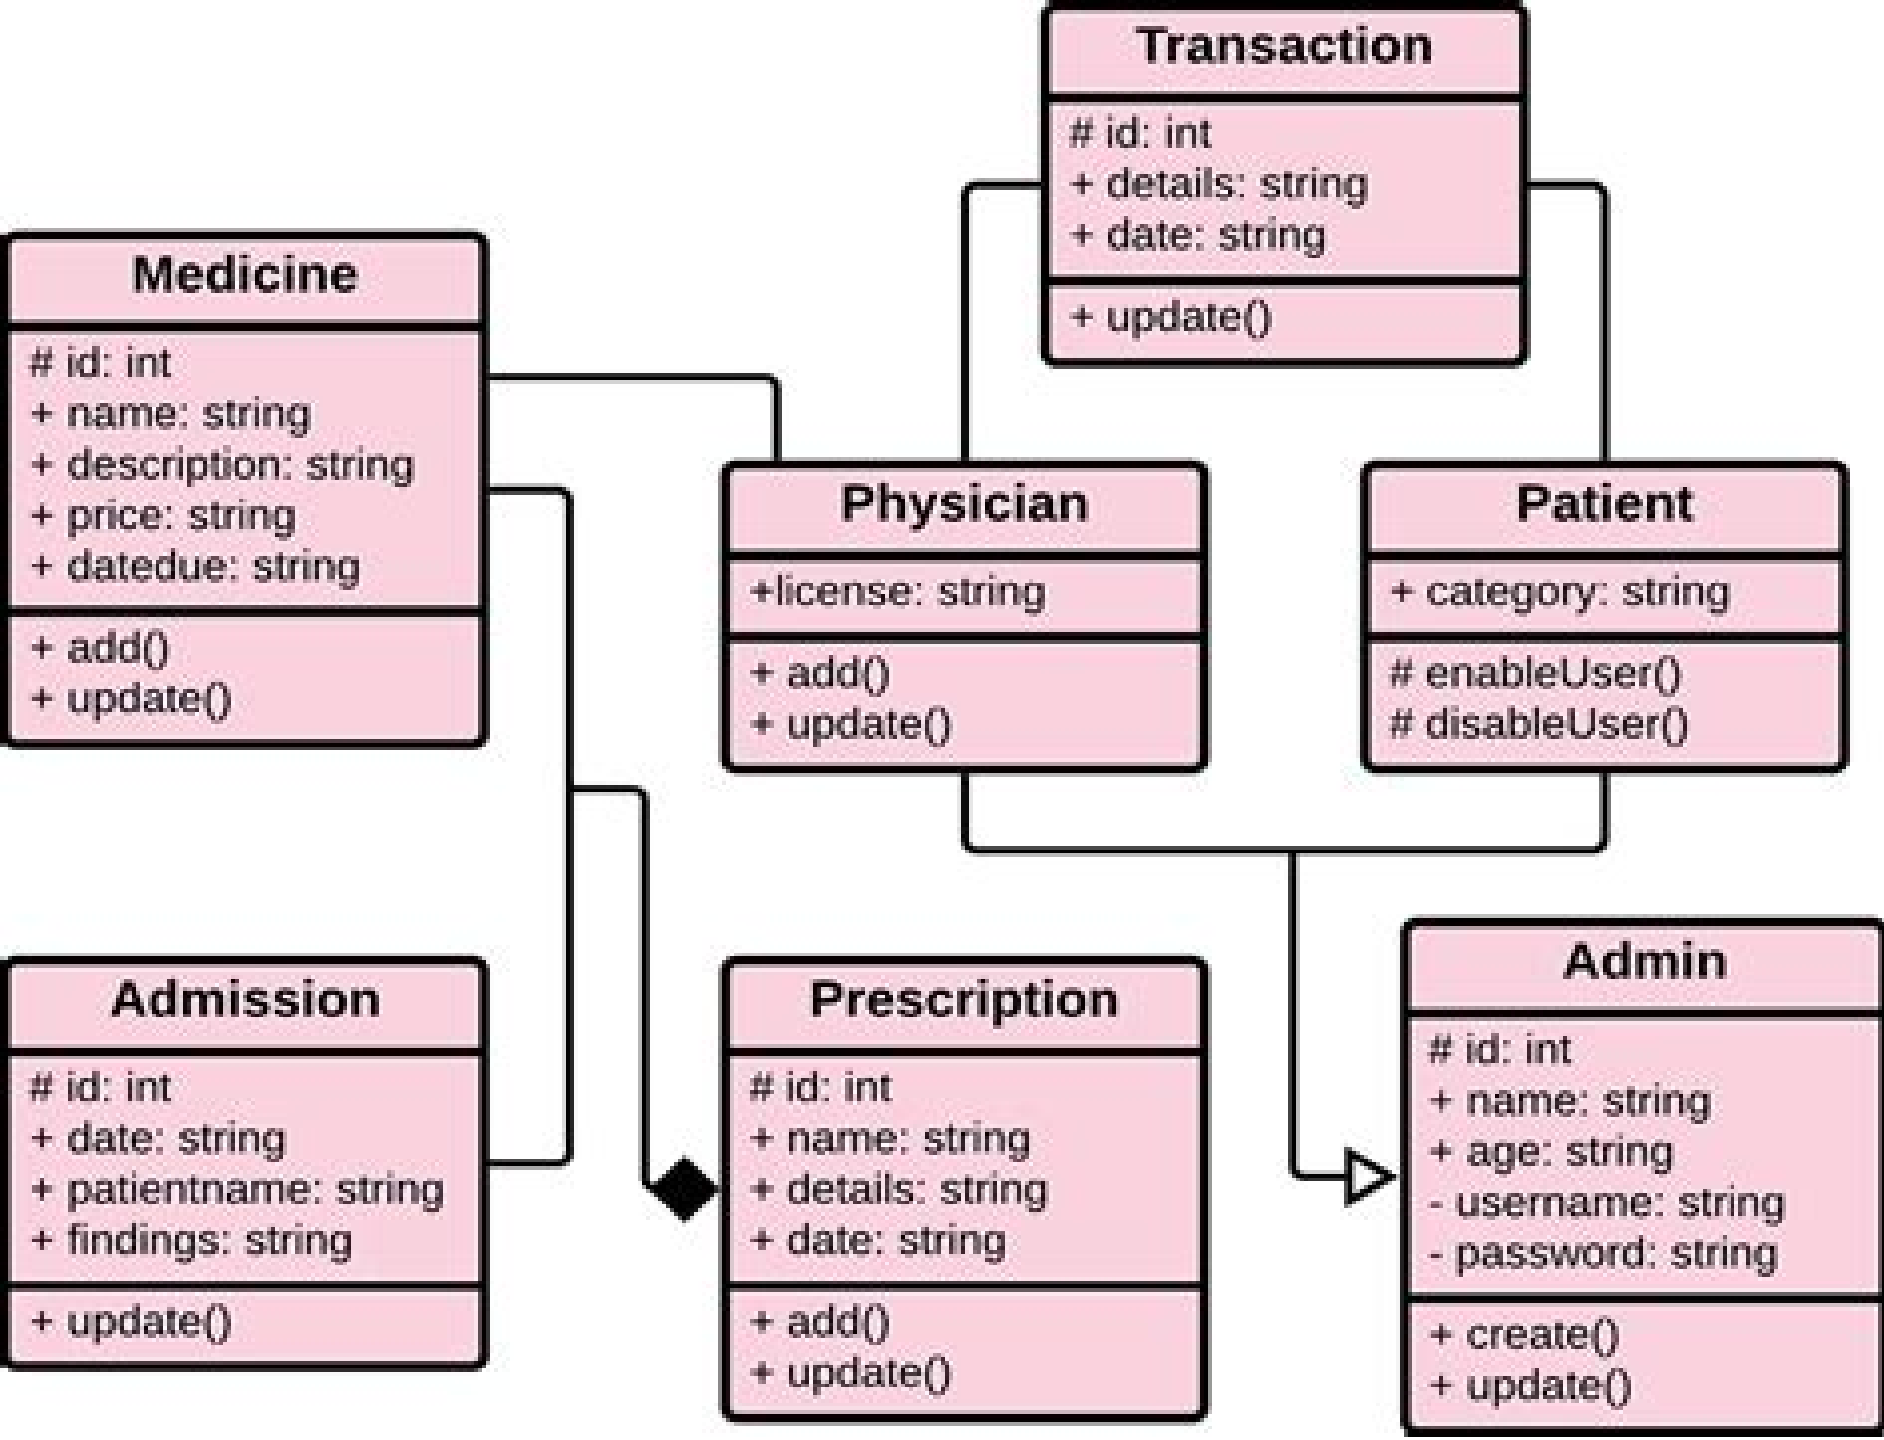 Transaction
# id: int
+ details: string
+ date: string
+ update()
Medicine
# id: int
+ name: string
+ description: string
+ price: string
+ datedue: string
+ add()
+ update()
Physician
+license: string
+ add()
+ update()
Patient
+ category: string
# enableUser()
# disableUser()
Admission
# id: int
+ date: string
+ patientname: string
+ findings: string
+ update()
Prescription
# id: int
+ name: string
+ details: string
+ date: string
+ add()
+ update()
Admin
# id: int
+ name: string
+ age: string
- username: string
- password: string
+ create()
+ update()